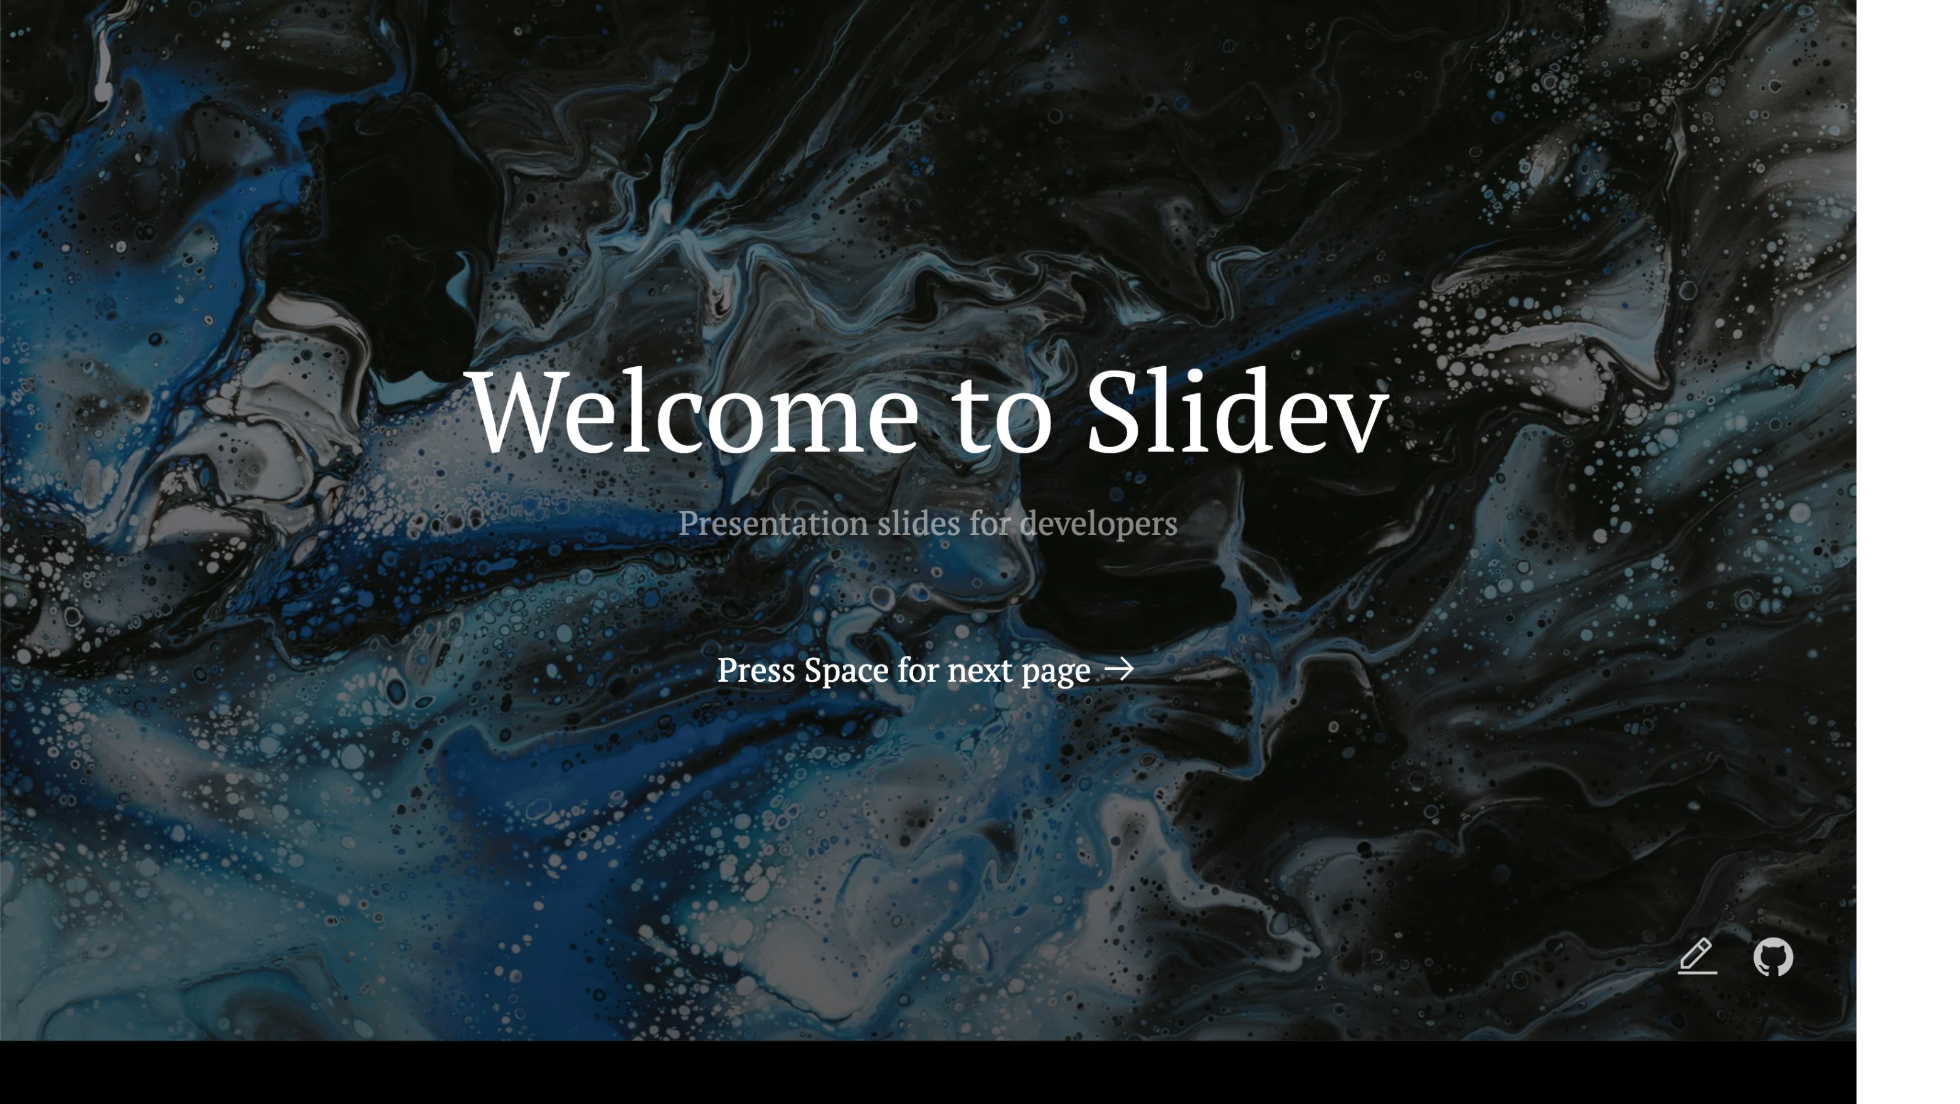 Welcome to Slidev
Presentation slides for developers
Press Space for next page →